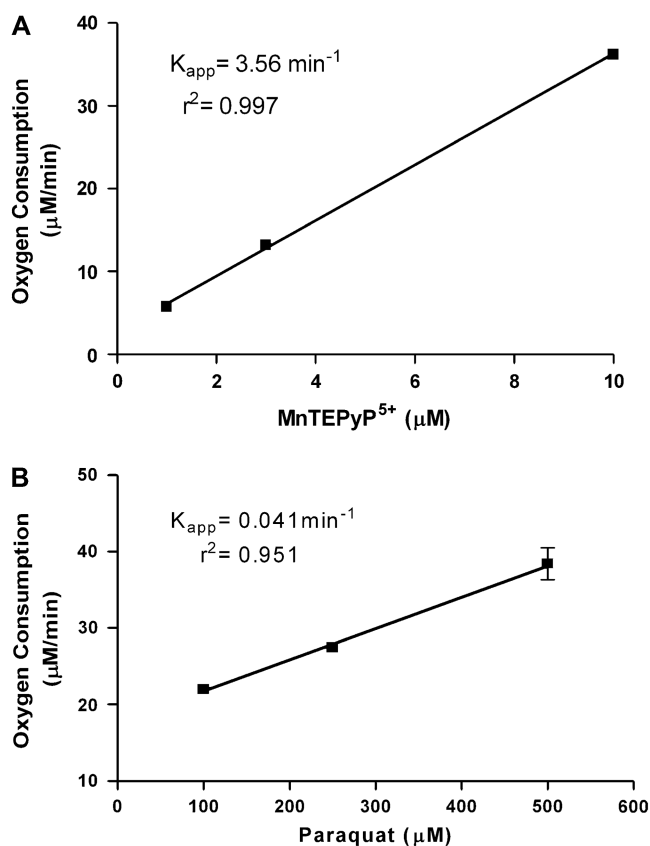 A
K_app = 3.56 min^-1
r^2 = 0.997
Oxygen Consumption
(µM/min)
40
30
20
10
0
0 2 4 6 8 10
MnTEPyP^5+ (µM)
B
K_app = 0.041min^-1
r^2 = 0.951
Oxygen Consumption
(µM/min)
50
40
30
20
10
0 100 200 300 400 500 600
Paraquat (µM)